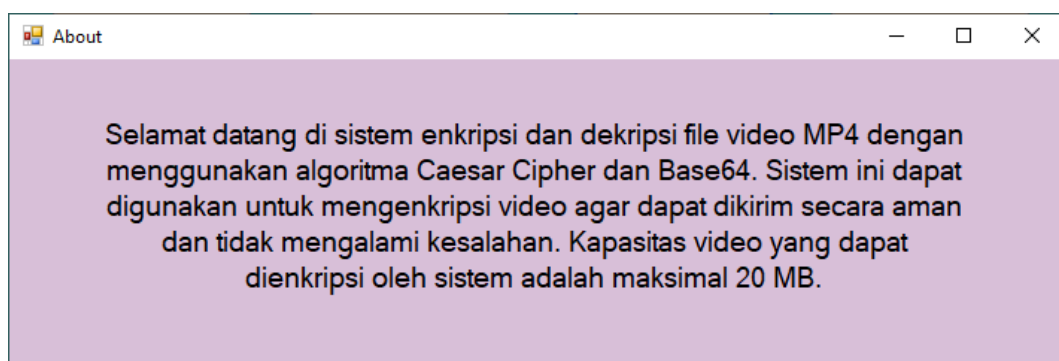 About
Selamat datang di sistem enkripsi dan dekripsi file video MP4 dengan
menggunakan algoritma Caesar Cipher dan Base64. Sistem ini dapat
digunakan untuk mengenkripsi video agar dapat dikirim secara aman
dan tidak mengalami kesalahan. Kapasitas video yang dapat
dienkripsi oleh sistem adalah maksimal 20 MB.